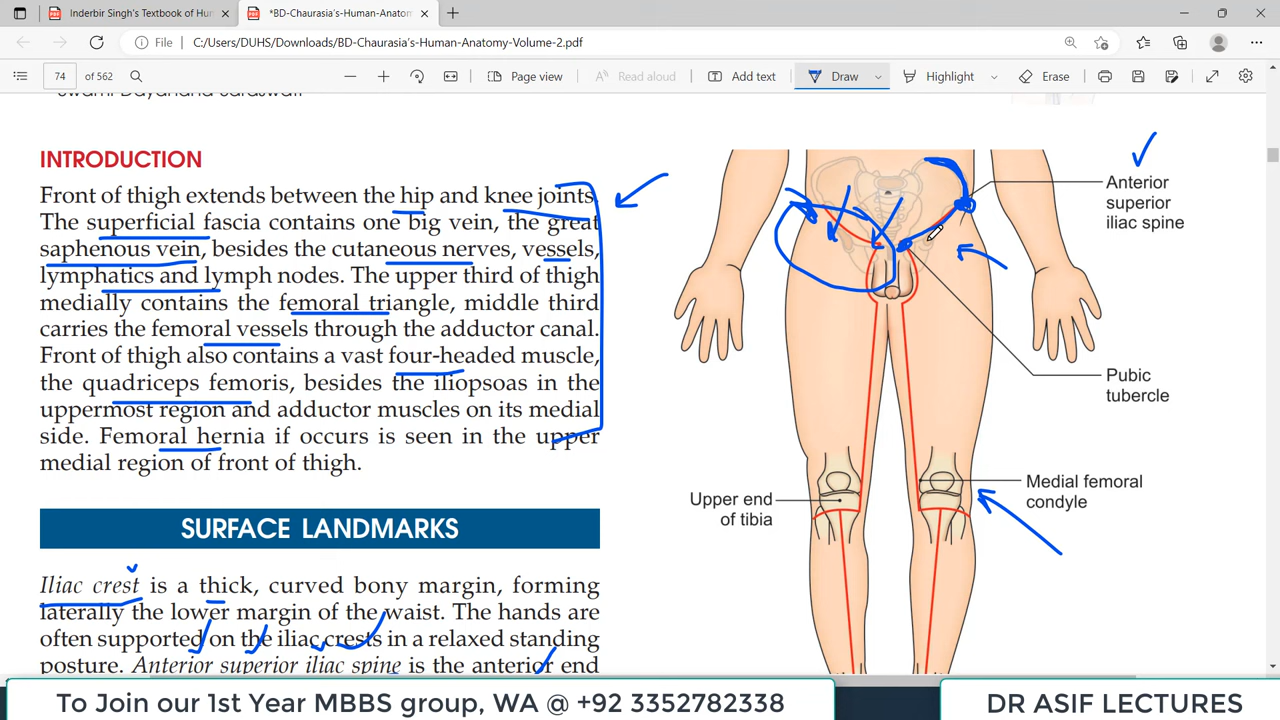 Inderbir Singh's Textbook of Hum
*BD-Chaurasia's-Human-Anatom
File
C:/Users/DUHS/Downloads/BD-Chaurasia's-Human-Anatomy-Volume-2.pdf
74 of 562
Page view
Read aloud
Add text
Draw
Highlight
Erase
Swami Dayanand Saraswati
INTRODUCTION
Front of thigh extends between the hip and knee joints.
The superficial fascia contains one big vein, the great
saphenous vein, besides the cutaneous nerves, vessels,
lymphatics and lymph nodes. The upper third of thigh
medially contains the femoral triangle, middle third
carries the femoral vessels through the adductor canal.
Front of thigh also contains a vast four-headed muscle,
the quadriceps femoris, besides the iliopsoas in the
uppermost region and adductor muscles on its medial
side. Femoral hernia if occurs is seen in the upper
medial region of front of thigh.
SURFACE LANDMARKS
Iliac crest is a thick, curved bony margin, forming
laterally the lower margin of the waist. The hands are
often supported on the iliac crests in a relaxed standing
posture. Anterior superior iliac spine is the anterior end
Anterior
superior
iliac spine
Pubic
tubercle
Medial femoral
condyle
Upper end
of tibia
To Join our 1st Year MBBS group, WA @ +92 3352782338
DR ASIF LECTURES